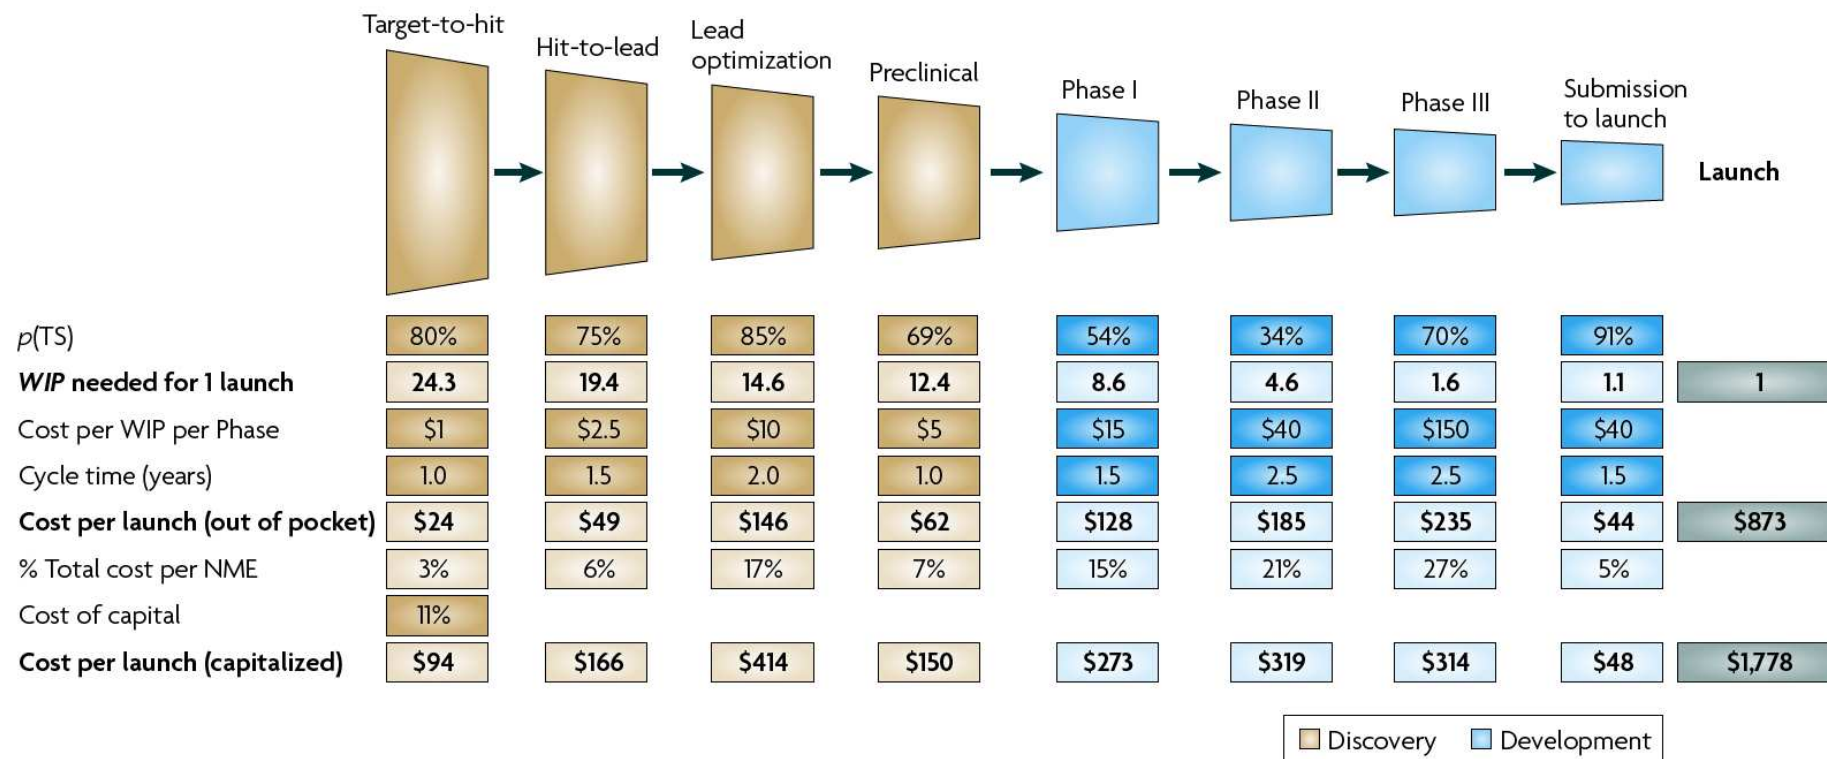 Target-to-hit
Hit-to-lead
Lead
optimization
Preclinical
Phase I
Phase II
Phase III
Submission
to launch
Launch
p(TS) 80% 75% 85% 69% 54% 34% 70% 91%
WIP needed for 1 launch 24.3 19.4 14.6 12.4 8.6 4.6 1.6 1.1 1
Cost per WIP per Phase $1 $2.5 $10 $5 $15 $40 $150 $40
Cycle time (years) 1.0 1.5 2.0 1.0 1.5 2.5 2.5 1.5
Cost per launch (out of pocket) $24 $49 $146 $62 $128 $185 $235 $44 $873
% Total cost per NME 3% 6% 17% 7% 15% 21% 27% 5%
Cost of capital 11%
Cost per launch (capitalized) $94 $166 $414 $150 $273 $319 $314 $48 $1,778
Discovery Development